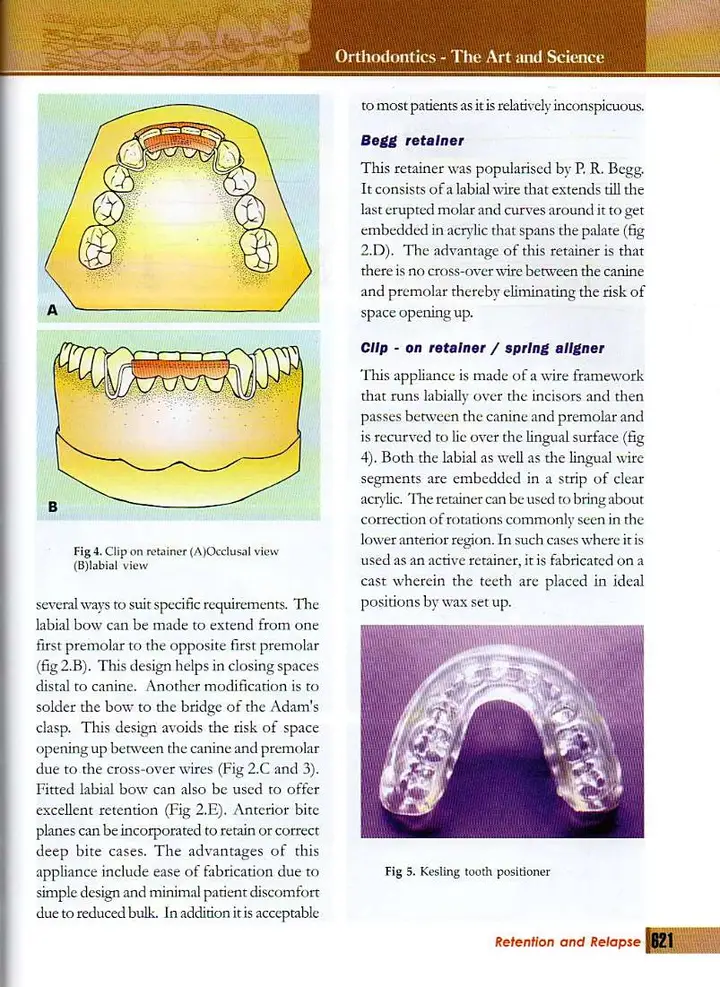 Orthodontics - The Art and Science
A
B
Fig 4. Clip on retainer (A)Occlusal view
(B)labial view
several ways to suit specific requirements. The
labial bow can be made to extend from one
first premolar to the opposite first premolar
(fig 2.B). This design helps in closing spaces
distal to canine. Another modification is to
solder the bow to the bridge of the Adam's
clasp. This design avoids the risk of space
opening up between the canine and premolar
due to the cross-over wires (Fig 2.C and 3).
Fitted labial bow can also be used to offer
excellent retention (Fig 2.E). Anterior bite
planes can be incorporated to retain or correct
deep bite cases. The advantages of this
appliance include ease of fabrication due to
simple design and minimal patient discomfort
due to reduced bulk. In addition it is acceptable
to most patients as it is relatively inconspicuous.
Begg retainer
This retainer was popularised by P. R. Begg.
It consists of a labial wire that extends till the
last erupted molar and curves around it to get
embedded in acrylic that spans the palate (fig
2.D). The advantage of this retainer is that
there is no cross-over wire between the canine
and premolar thereby eliminating the risk of
space opening up.
Clip - on retainer / spring aligner
This appliance is made of a wire framework
that runs labially over the incisors and then
passes between the canine and premolar and
is recurved to lie over the lingual surface (fig
4). Both the labial as well as the lingual wire
segments are embedded in a strip of clear
acrylic. The retainer can be used to bring about
correction of rotations commonly seen in the
lower anterior region. In such cases where it is
used as an active retainer, it is fabricated on a
cast wherein the teeth are placed in ideal
positions by wax set up.
Fig 5. Kesling tooth positioner
Retention and Relapse 621